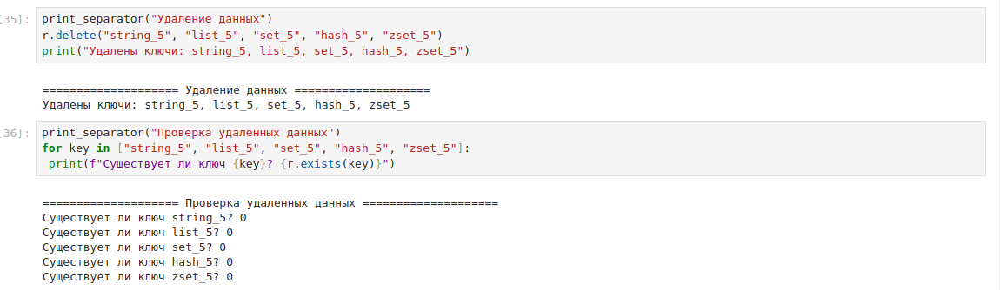 [35]: print_separator("Удаление данных")
r.delete("string_5", "list_5", "set_5", "hash_5", "zset_5")
print("Удалены ключи: string_5, list_5, set_5, hash_5, zset_5")
==================== Удаление данных ====================
Удалены ключи: string_5, list_5, set_5, hash_5, zset_5
[36]: print_separator("Проверка удаленных данных")
for key in ["string_5", "list_5", "set_5", "hash_5", "zset_5"]:
 print(f"Существует ли ключ {key}? {r.exists(key)}")
==================== Проверка удаленных данных ====================
Существует ли ключ string_5? 0
Существует ли ключ list_5? 0
Существует ли ключ set_5? 0
Существует ли ключ hash_5? 0
Существует ли ключ zset_5? 0